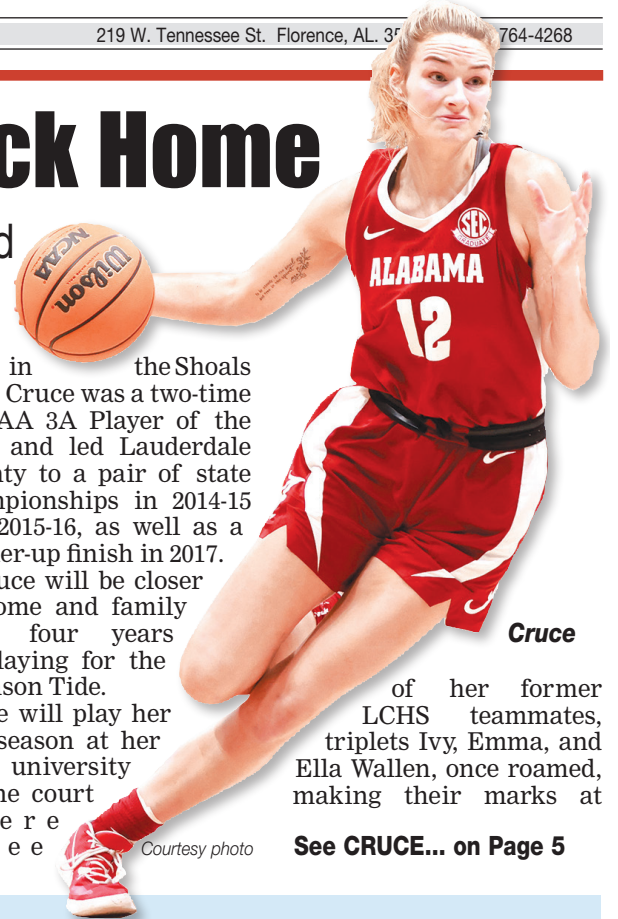 219 W. Tennessee St. Florence, AL. 35 764-4268
ck Home
d
NCAA
Wilson
SEC
GRADUATE
ALABAMA
12
in the Shoals
Cruce was a two-time
AA 3A Player of the
and led Lauderdale
nty to a pair of state
mpionships in 2014-15
2015-16, as well as a
er-up finish in 2017.
uce will be closer
ome and family
four years
laying for the
son Tide.
e will play her
season at her
university
he court
e r e
e e
Courtesy photo
Cruce
of her former
LCHS teammates,
triplets Ivy, Emma, and
Ella Wallen, once roamed,
making their marks at
See CRUCE... on Page 5